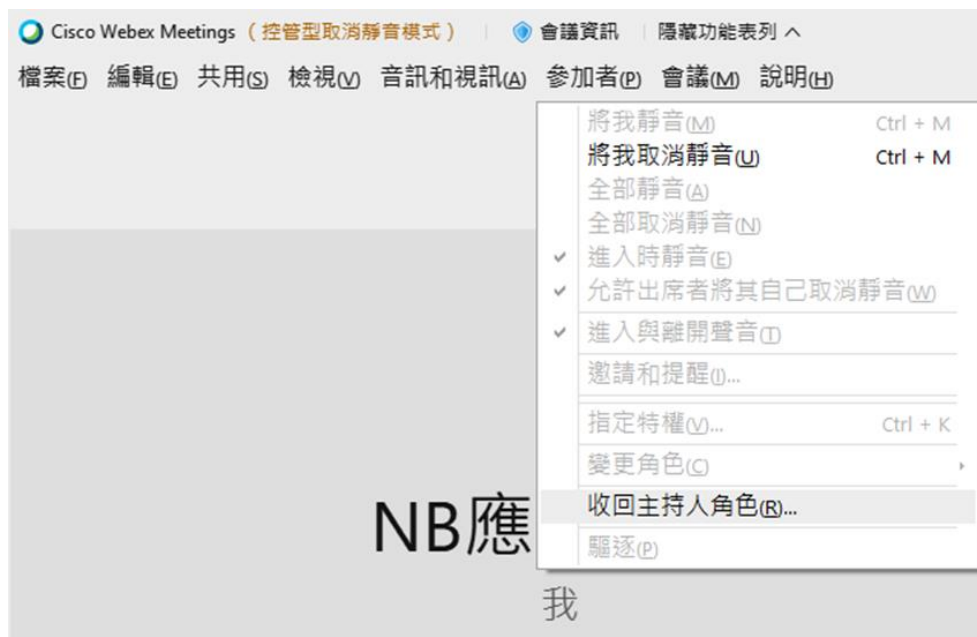 Cisco Webex Meetings (控管型取消靜音模式) 會議資訊 隱藏功能表列
檔案(F) 編輯(E) 共用(S) 檢視(V) 音訊和視訊(A) 參加者(P) 會議(M) 說明(H)
將我靜音(M) Ctrl + M
將我取消靜音(U) Ctrl + M
全部靜音(A)
全部取消靜音(N)
進入時靜音(E)
允許出席者將其自己取消靜音(W)
進入與離開聲音(T)
邀請和提醒(I)...
指定特權(V)... Ctrl + K
變更角色(C)
收回主持人角色(R)...
驅逐(P)
NB應
我